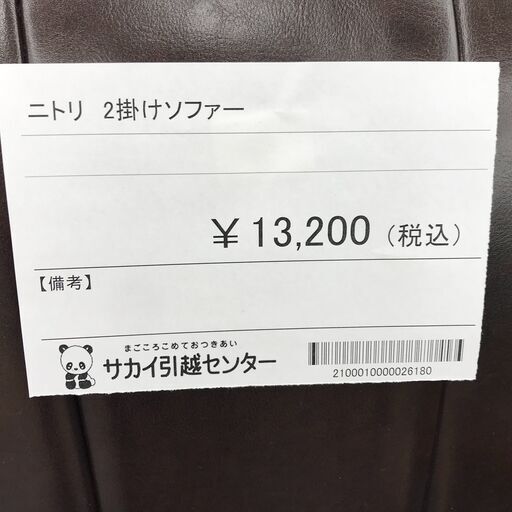 ニトリ 2掛けソファー
￥13,200（税込）
【備考】
まごころこめておつきあい
サカイ引越センター
2100010000026180